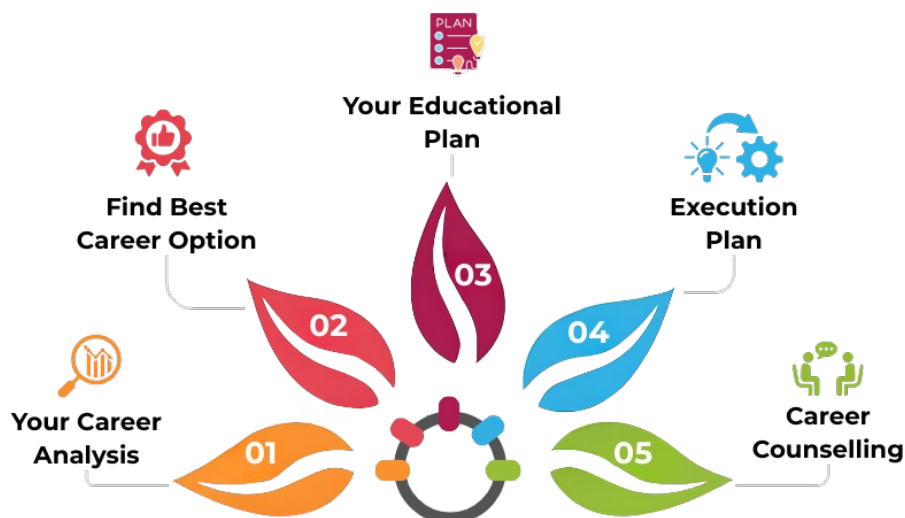 PLAN
Your Educational
Plan
Find Best
Career Option
Execution
Plan
03
02
04
Your Career
Analysis
01
05
Career
Counselling